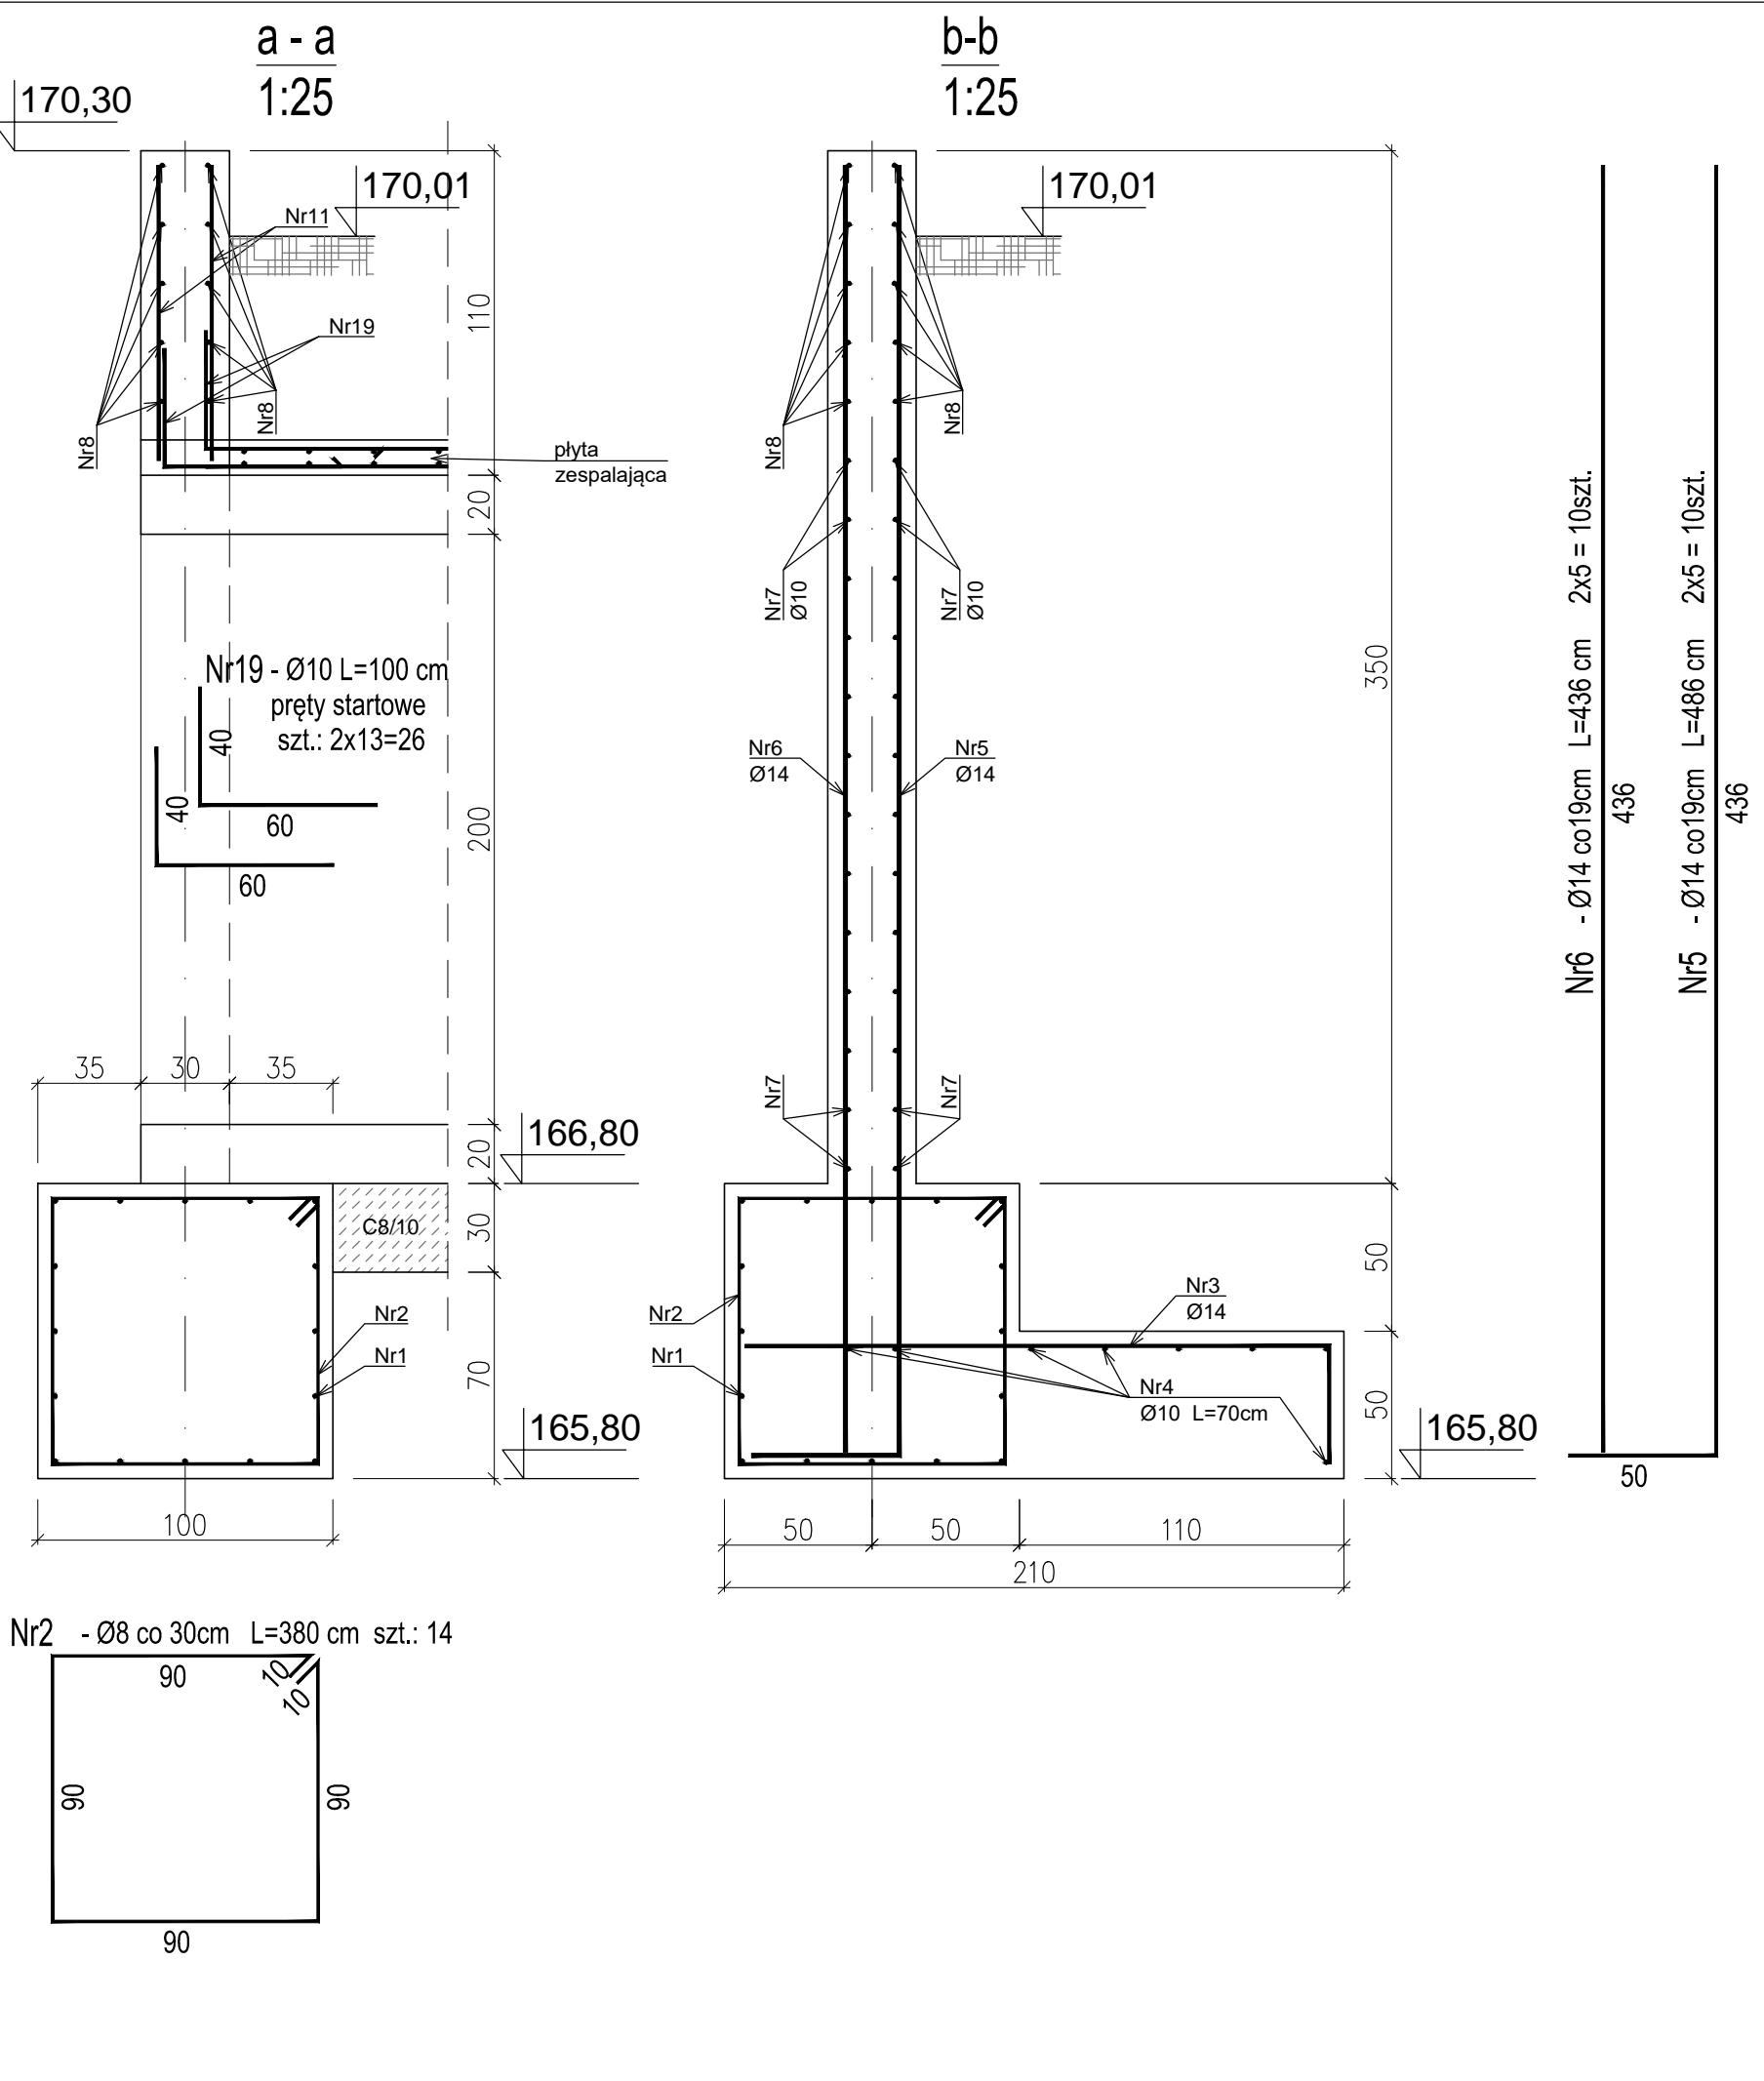 a - a
1:25
170,30
170,01
Nr11
110
Nr19
Nr8
Nr8
płyta
zespalająca
20
Nr19 - Ø10 L=100 cm
pręty startowe
szt.: 2x13=26
40
40
60
60
200
35
30
35
20
166,80
C8/10
30
Nr2
Nr1
70
165,80
100
b-b
1:25
170,01
Nr8
Nr8
Nr7
Ø10
Nr7
Ø10
350
Nr6
Ø14
Nr5
Ø14
Nr7
Nr7
50
Nr3
Ø14
Nr2
Nr1
Nr4
Ø10 L=70cm
50
165,80
50
50
110
210
Nr6 - Ø14 co19cm L=436 cm 2x5 = 10szt.
436
Nr5 - Ø14 co19cm L=486 cm 2x5 = 10szt.
436
50
Nr2 - Ø8 co 30cm L=380 cm szt.: 14
90
10
10
90
90
90